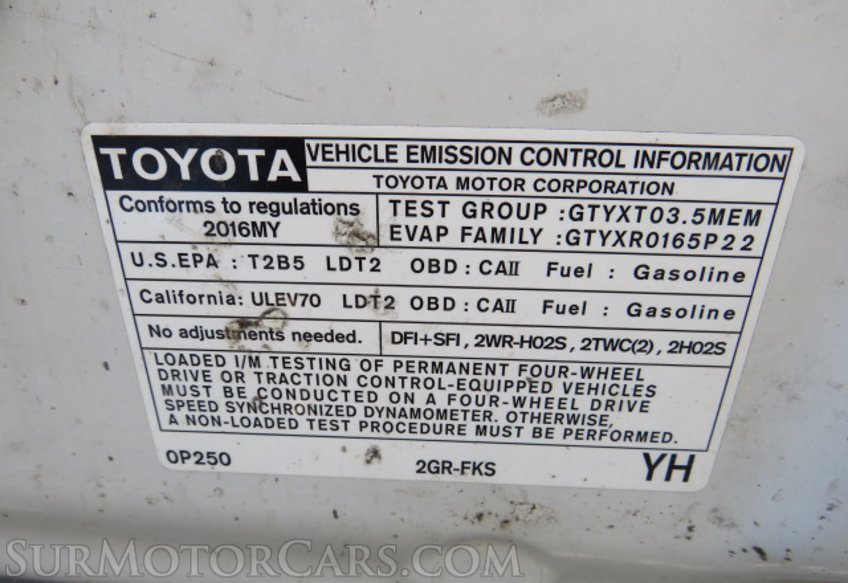 TOYOTA
VEHICLE EMISSION CONTROL INFORMATION
TOYOTA MOTOR CORPORATION
Conforms to regulations
2016MY
TEST GROUP :GTYXT03.5MEM
EVAP FAMILY :GTYXR0165P22
U.S.EPA : T2B5 LDT2 OBD : CAII Fuel : Gasoline
California: ULEV70 LDT2 OBD : CAII Fuel : Gasoline
No adjustments needed.
DFI+SFI, 2WR-HO2S, 2TWC(2), 2HO2S
LOADED I/M TESTING OF PERMANENT FOUR-WHEEL
DRIVE OR TRACTION CONTROL-EQUIPPED VEHICLES
MUST BE CONDUCTED ON A FOUR-WHEEL DRIVE
SPEED SYNCHRONIZED DYNAMOMETER. OTHERWISE,
A NON-LOADED TEST PROCEDURE MUST BE PERFORMED.
0P250 2GR-FKS YH
SURMOTORCARS.COM